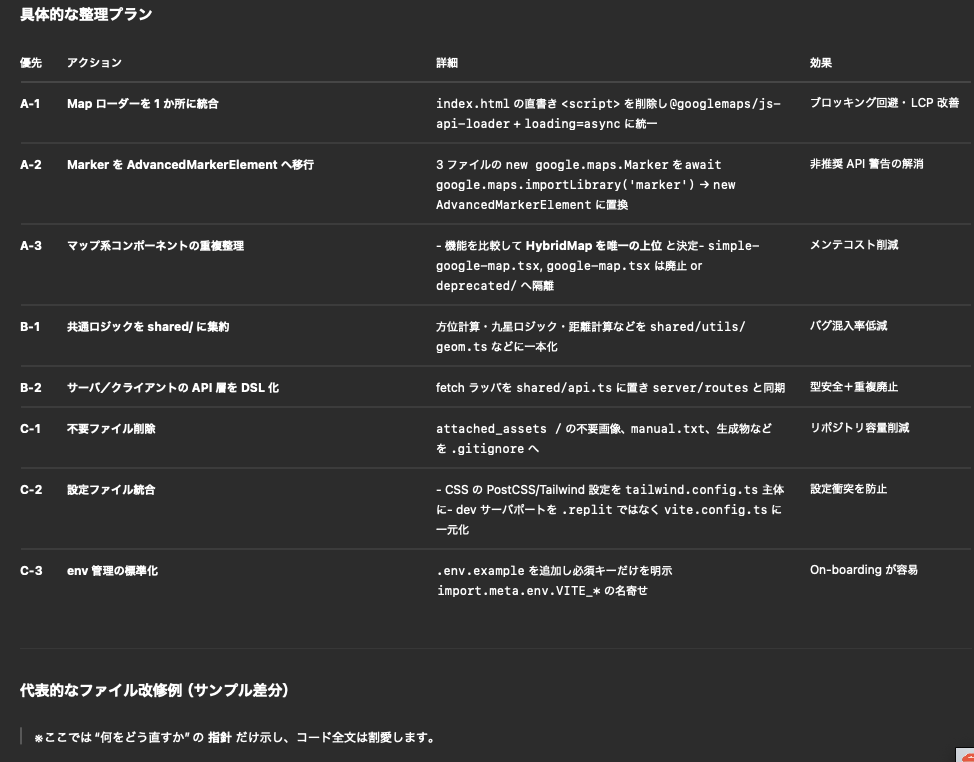 具体的な整理プラン
優先 アクション 詳細 効果
A-1 Map ローダーを 1 か所に統合 index.html の直書き <script> を削除し@googlemaps/js- ブロッキング回避・ LCP 改善
api-loader + loading=async に統一
A-2 Marker を AdvancedMarkerElement へ移行 3 ファイルの new google.maps.Marker を await 非推奨 API 警告の解消
google.maps.importLibrary('marker') → new
AdvancedMarkerElement に置換
A-3 マップ系コンポーネントの重複整理 - 機能を比較して HybridMap を唯一の上位 と決定- simple- メンテコスト削減
google-map.tsx, google-map.tsx は廃止 or
deprecated/ へ隔離
B-1 共通ロジックを shared/ に集約 方位計算・九星ロジック・距離計算などを shared/utils/ バグ混入率低減
geom.ts などに一本化
B-2 サーバ／クライアントの API 層を DSL 化 fetch ラッパを shared/api.ts に置き server/routes と同期 型安全＋重複廃止
C-1 不要ファイル削除 attached_assets / の不要画像、manual.txt、生成物など リポジトリ容量削減
を .gitignore へ
C-2 設定ファイル統合 - CSS の PostCSS/Tailwind 設定を tailwind.config.ts 主体 設定衝突を防止
に- dev サーバポートを .replit ではなく vite.config.ts に
一元化
C-3 env 管理の標準化 .env.example を追加し必須キーだけを明示 On-boarding が容易
import.meta.env.VITE_* の名寄せ
代表的なファイル改修例（サンプル差分）
※ここでは “何をどう直すか” の 指針 だけ示し、コード全文は割愛します。